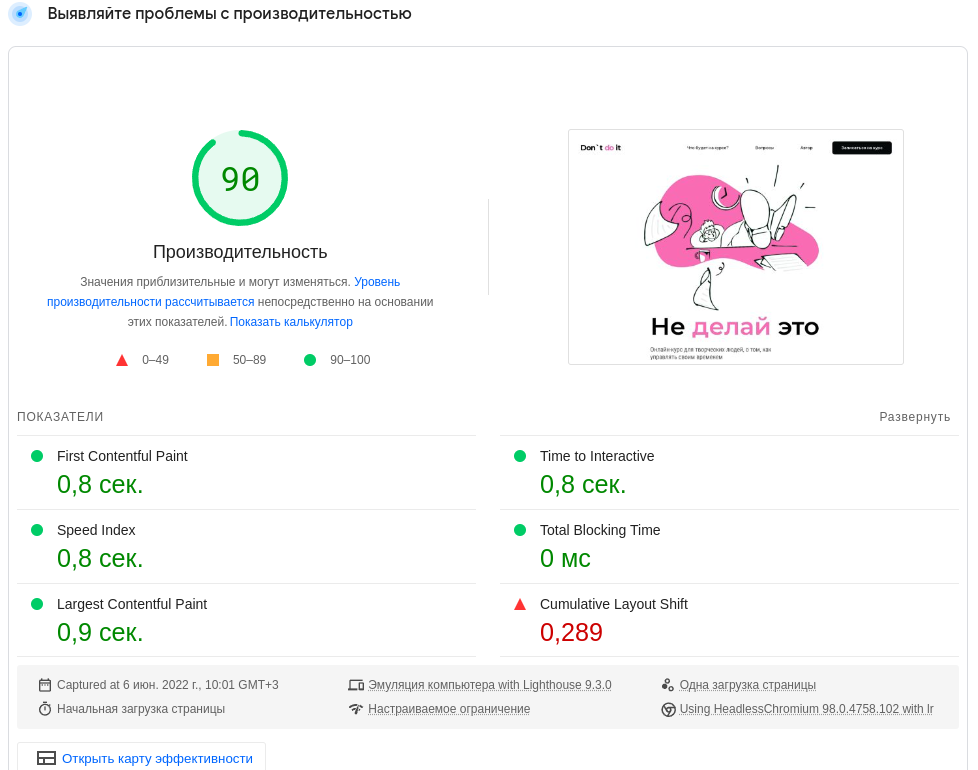 Выявляйте проблемы с производительностью
90
Производительность
Значения приблизительные и могут изменяться. Уровень
производительности рассчитывается непосредственно на основании
этих показателей. Показать калькулятор
0–49
50–89
90–100
Don`t do it
Что будет на курсе?
Вопросы
Автор
Записаться на курс
Не делай это
Онлайн-курс для творческих людей, о том, как
управлять своим временем
ПОКАЗАТЕЛИ
Развернуть
First Contentful Paint
0,8 сек.
Time to Interactive
0,8 сек.
Speed Index
0,8 сек.
Total Blocking Time
0 мс
Largest Contentful Paint
0,9 сек.
Cumulative Layout Shift
0,289
Captured at 6 июн. 2022 г., 10:01 GMT+3
Эмуляция компьютера with Lighthouse 9.3.0
Одна загрузка страницы
Начальная загрузка страницы
Настраиваемое ограничение
Using HeadlessChromium 98.0.4758.102 with lr
Открыть карту эффективности